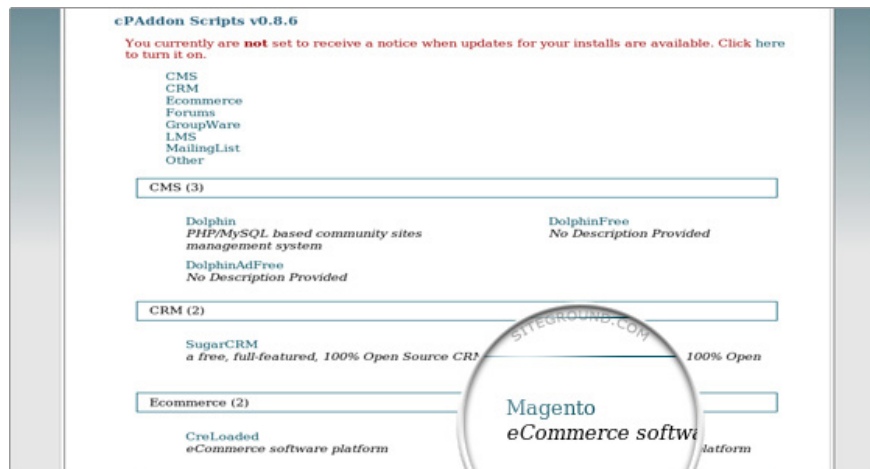 cPAddon Scripts v0.8.6
You currently are not set to receive a notice when updates for your installs are available. Click here
to turn it on.
CMS
CRM
Ecommerce
Forums
GroupWare
LMS
MailingList
Other
CMS (3)
Dolphin
PHP/MySQL based community sites
management system
DolphinFree
No Description Provided
DolphinAdFree
No Description Provided
CRM (2)
SITEGROUND.COM
SugarCRM
a free, full-featured, 100% Open Source CRM
100% Open
Ecommerce (2)
CreLoaded
eCommerce software platform
Magento
eCommerce softwa
latform